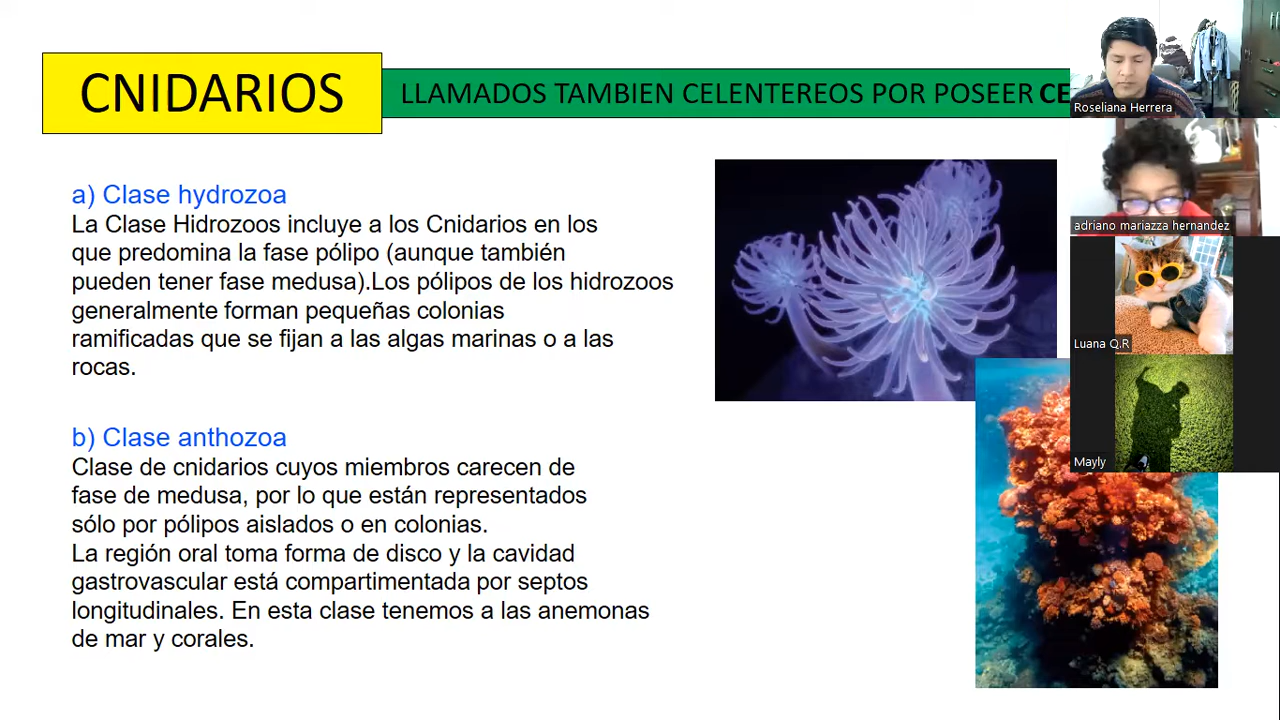 CNIDARIOS
LLAMADOS TAMBIEN CELENTEREOS POR POSEER
a) Clase hydrozoa
La Clase Hidrozoos incluye a los Cnidarios en los
que predomina la fase pólipo (aunque también
pueden tener fase medusa).Los pólipos de los hidrozoos
generalmente forman pequeñas colonias
ramificadas que se fijan a las algas marinas o a las
rocas.
b) Clase anthozoa
Clase de cnidarios cuyos miembros carecen de
fase de medusa, por lo que están representados
sólo por pólipos aislados o en colonias.
La región oral toma forma de disco y la cavidad
gastrovascular está compartimentada por septos
longitudinales. En esta clase tenemos a las anemonas
de mar y corales.
Roseliana Herrera
adriano mariazza hernandez
Luana Q.R
Mayly